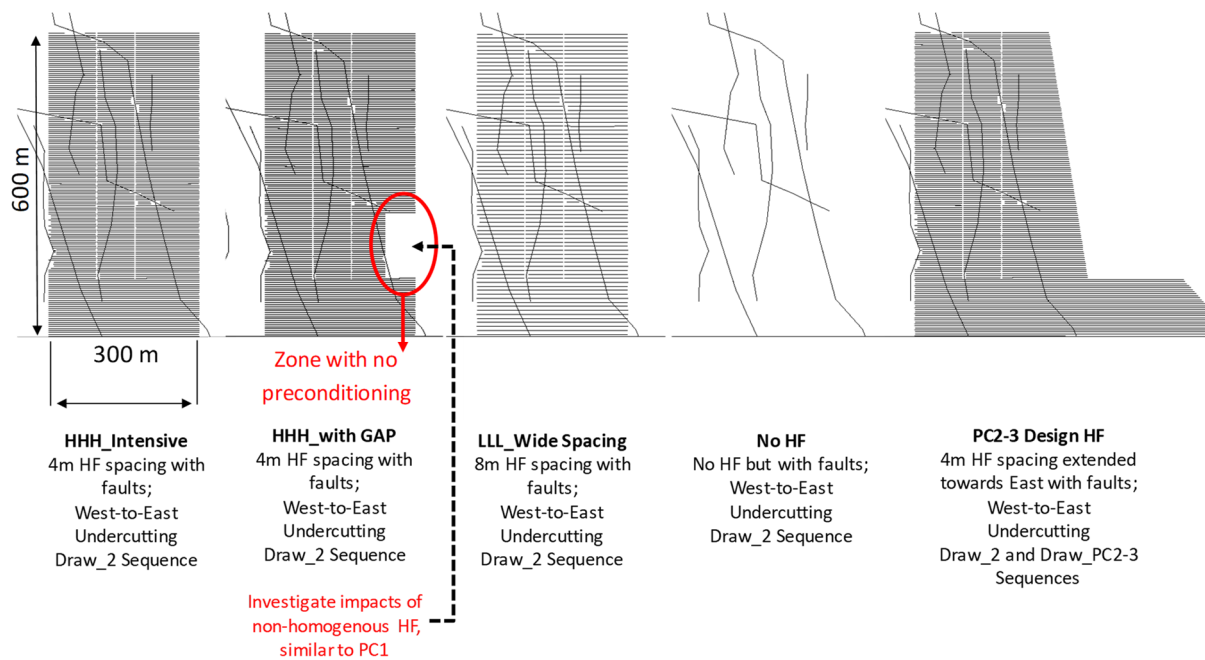 600 m
300 m
Zone with no
preconditioning
HHH_Intensive
4m HF spacing with
faults;
West-to-East
Undercutting
Draw_2 Sequence
HHH_with GAP
4m HF spacing with
faults;
West-to-East
Undercutting
Draw_2 Sequence
Investigate impacts of
non-homogenous HF,
similar to PC1
LLL_Wide Spacing
8m HF spacing with
faults;
West-to-East
Undercutting
Draw_2 Sequence
No HF
No HF but with faults;
West-to-East
Undercutting
Draw_2 Sequence
PC2-3 Design HF
4m HF spacing extended
towards East with faults;
West-to-East
Undercutting
Draw_2 and Draw_PC2-3
Sequences